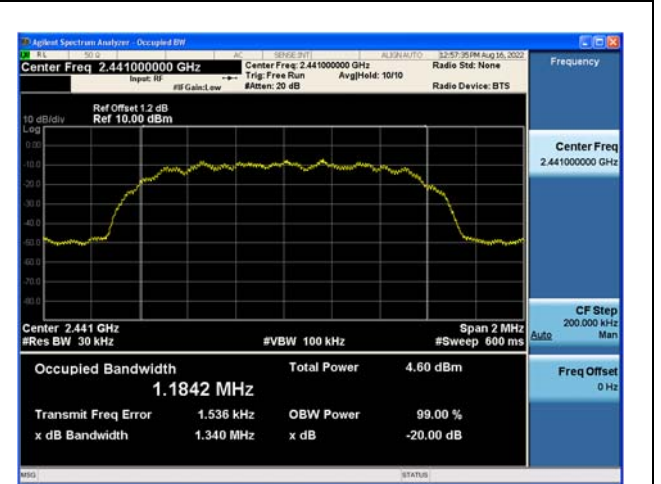 Agilent Spectrum Analyzer - Occupied BW
RL 50 Ω AC SENSE:INT ALIGNAUTO 12:57:35 PM Aug 16, 2022
Center Freq 2.441000000 GHz
Input: RF
#IFGain:Low
Center Freq: 2.441000000 GHz
Trig: Free Run Avg|Hold: 10/10
#Atten: 20 dB
Radio Std: None
Radio Device: BTS
Frequency
Ref Offset 1.2 dB
10 dB/div Ref 10.00 dBm
Log
0.00
-10.0
-20.0
-30.0
-40.0
-50.0
-60.0
-70.0
-80.0
Center Freq
2.441000000 GHz
Center 2.441 GHz Span 2 MHz
#Res BW 30 kHz #VBW 100 kHz #Sweep 600 ms
CF Step
200.000 kHz
Auto Man
Occupied Bandwidth Total Power 4.60 dBm
1.1842 MHz
Transmit Freq Error 1.536 kHz OBW Power 99.00 %
x dB Bandwidth 1.340 MHz x dB -20.00 dB
Freq Offset
0 Hz
MSG STATUS